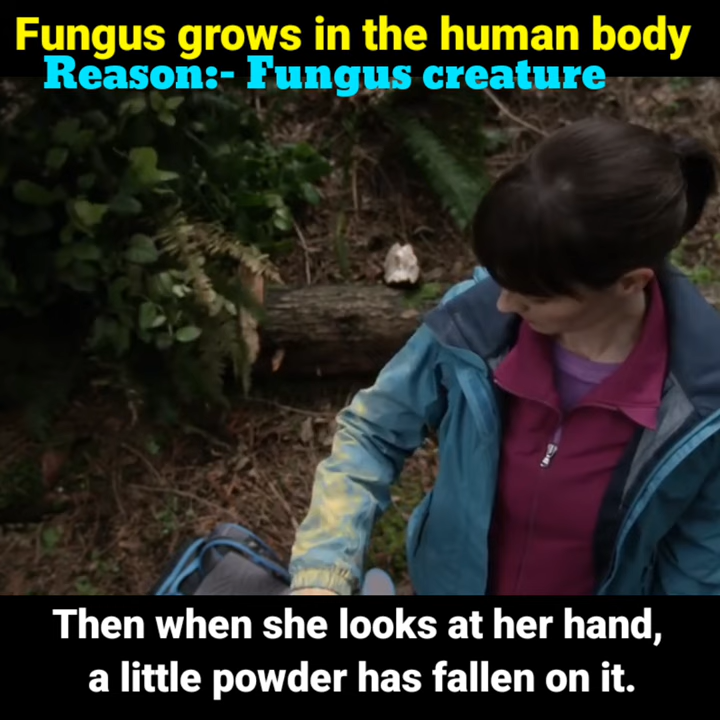 Fungus grows in the human body
Reason:- Fungus creature
Then when she looks at her hand,
a little powder has fallen on it.